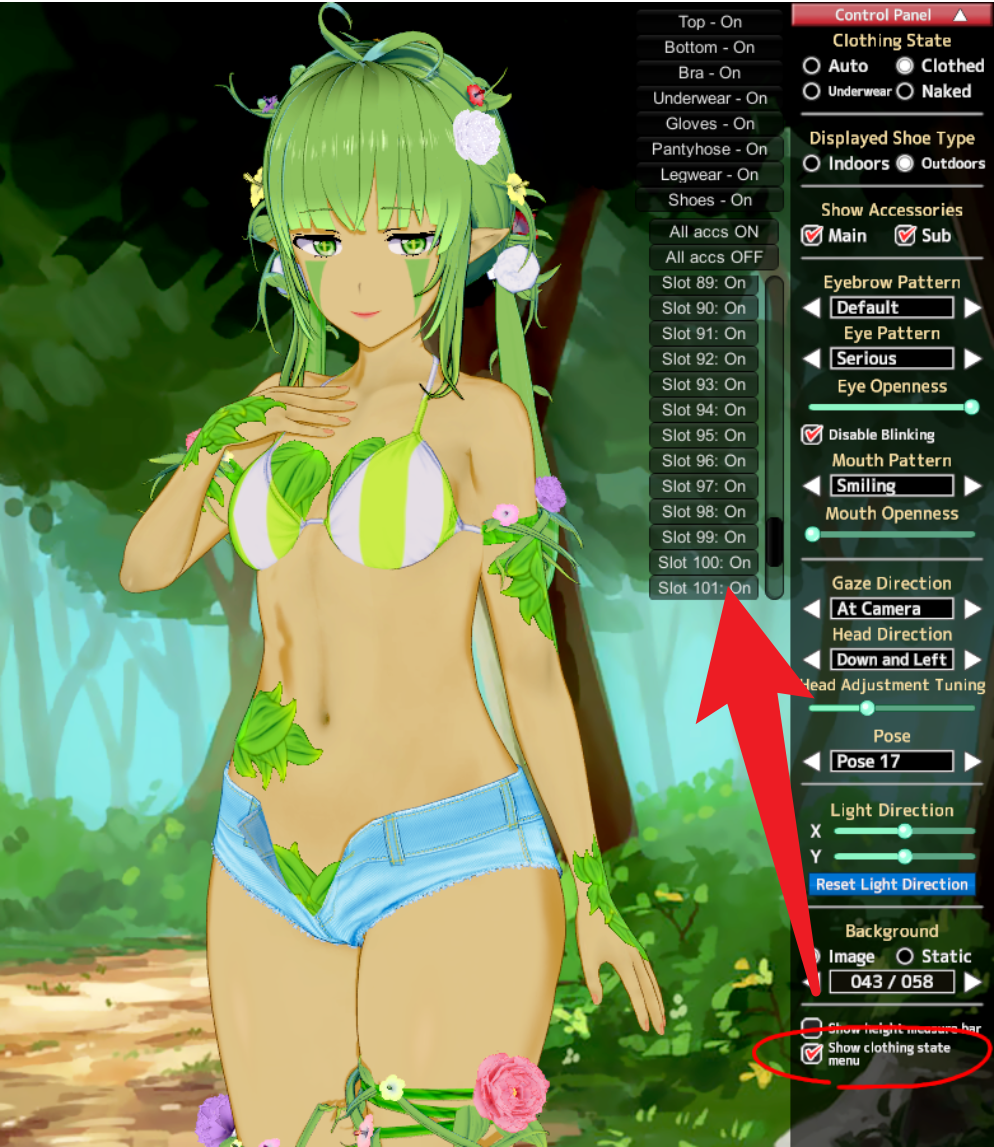 Top - On
Bottom - On
Bra - On
Underwear - On
Gloves - On
Pantyhose - On
Legwear - On
Shoes - On
All accs ON
All accs OFF
Slot 89: On
Slot 90: On
Slot 91: On
Slot 92: On
Slot 93: On
Slot 94: On
Slot 95: On
Slot 96: On
Slot 97: On
Slot 98: On
Slot 99: On
Slot 100: On
Slot 101: On
Control Panel
Clothing State
Auto Clothed
Underwear Naked
Displayed Shoe Type
Indoors Outdoors
Show Accessories
Main Sub
Eyebrow Pattern
Default
Eye Pattern
Serious
Eye Openness
Disable Blinking
Mouth Pattern
Smiling
Mouth Openness
Gaze Direction
At Camera
Head Direction
Down and Left
Head Adjustment Tuning
Pose
Pose 17
Light Direction
X
Y
Reset Light Direction
Background
Image Static
043 / 058
Show height measure bar
Show clothing state
menu